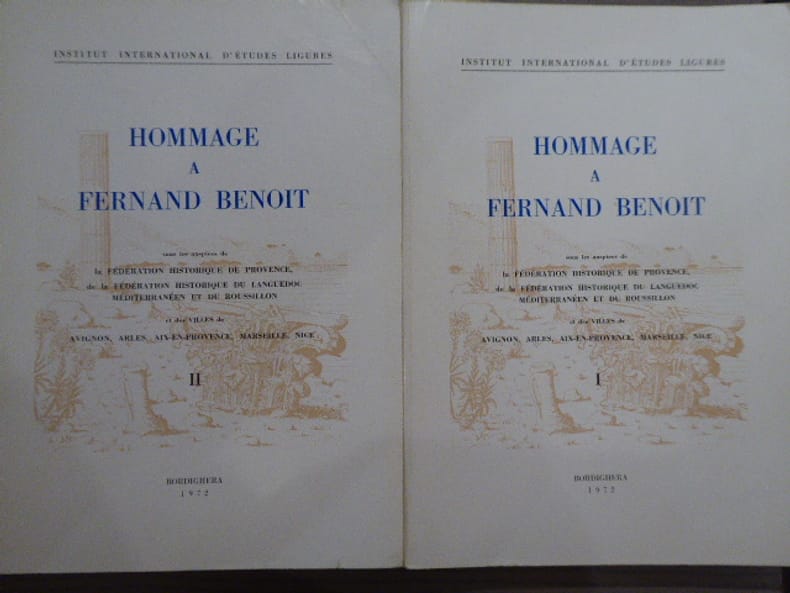 INSTITUT INTERNATIONAL D'ÉTUDES LIGURES
HOMMAGE
A
FERNAND BENOIT
sous les auspices de
la FÉDÉRATION HISTORIQUE DE PROVENCE,
de la FÉDÉRATION HISTORIQUE DU LANGUEDOC
MÉDITERRANÉEN ET DU ROUSSILLON
et des VILLES de
AVIGNON, ARLES, AIX-EN-PROVENCE, MARSEILLE, NICE
II
BORDIGHERA
1972
INSTITUT INTERNATIONAL D'ÉTUDES LIGURES
HOMMAGE
A
FERNAND BENOIT
sous les auspices de
la FÉDÉRATION HISTORIQUE DE PROVENCE,
de la FÉDÉRATION HISTORIQUE DU LANGUEDOC
MÉDITERRANÉEN ET DU ROUSSILLON
et des VILLES de
AVIGNON, ARLES, AIX-EN-PROVENCE, MARSEILLE, NICE
I
BORDIGHERA
1972